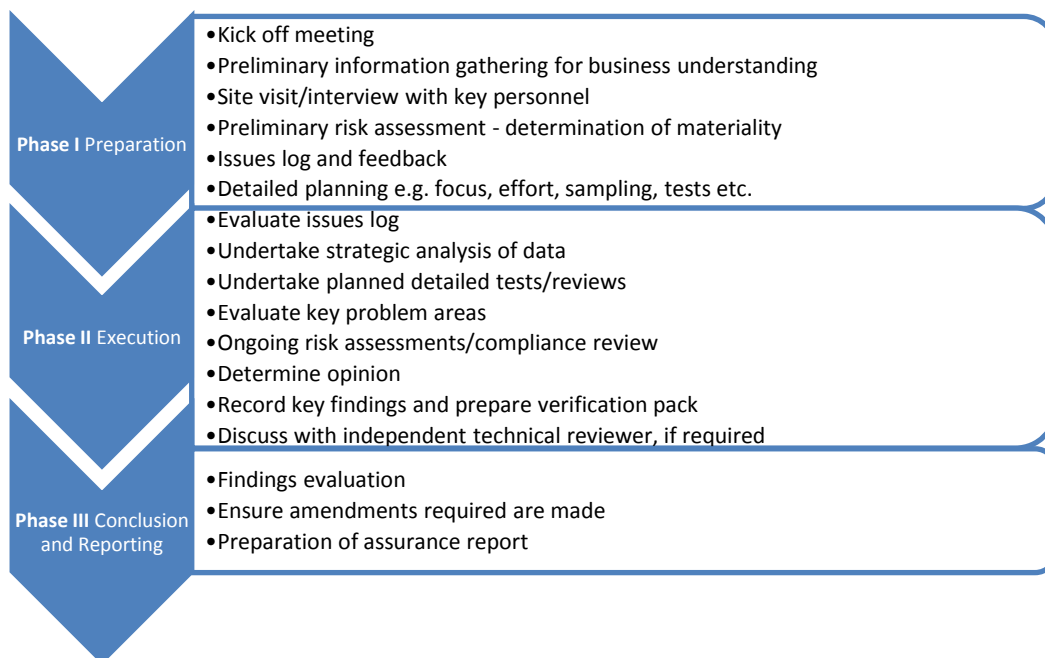 •Kick off meeting
•Preliminary information gathering for business understanding
•Site visit/interview with key personnel
Phase I Preparation
•Preliminary risk assessment - determination of materiality
•Issues log and feedback
•Detailed planning e.g. focus, effort, sampling, tests etc.
•Evaluate issues log
•Undertake strategic analysis of data
•Undertake planned detailed tests/reviews
Phase II Execution
•Evaluate key problem areas
•Ongoing risk assessments/compliance review
•Determine opinion
•Record key findings and prepare verification pack
•Discuss with independent technical reviewer, if required
Phase III Conclusion
and Reporting
•Findings evaluation
•Ensure amendments required are made
•Preparation of assurance report